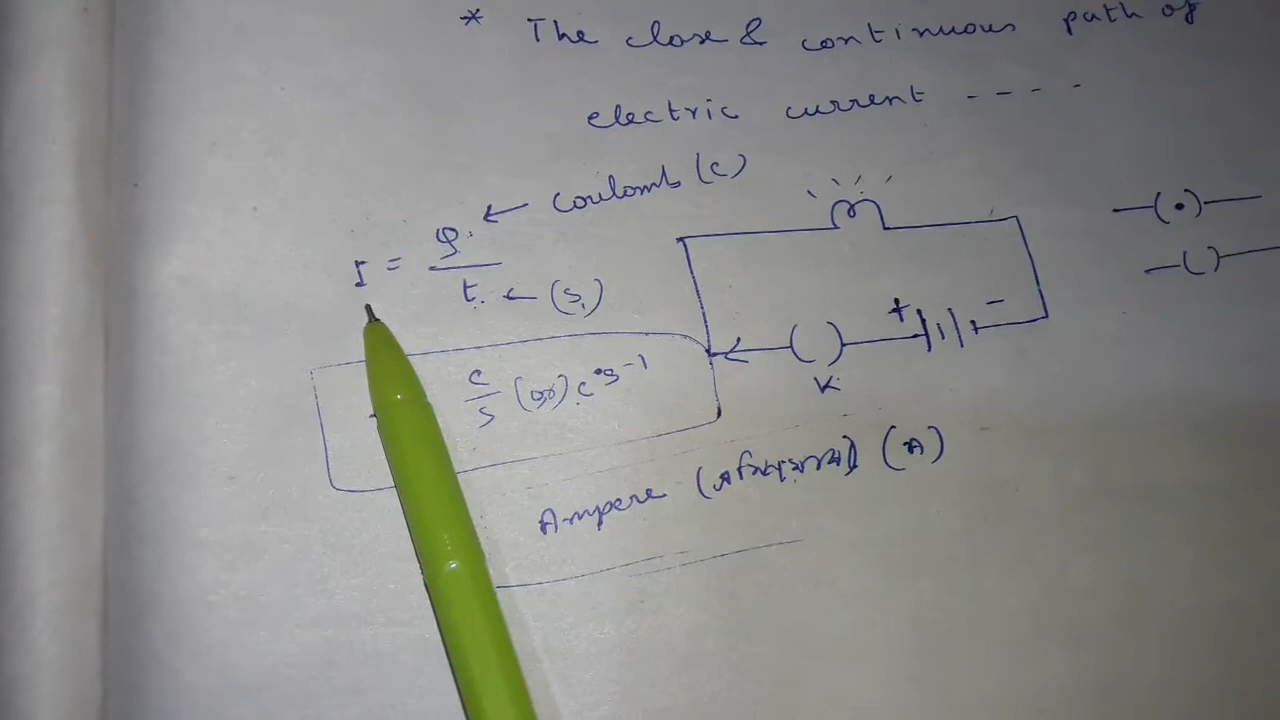 * The close & continuous path of
electric current ----
I = Q / t
← coulomb (C)
← (S)
C / S (or) C S⁻¹
+ -
K
Ampere (A)